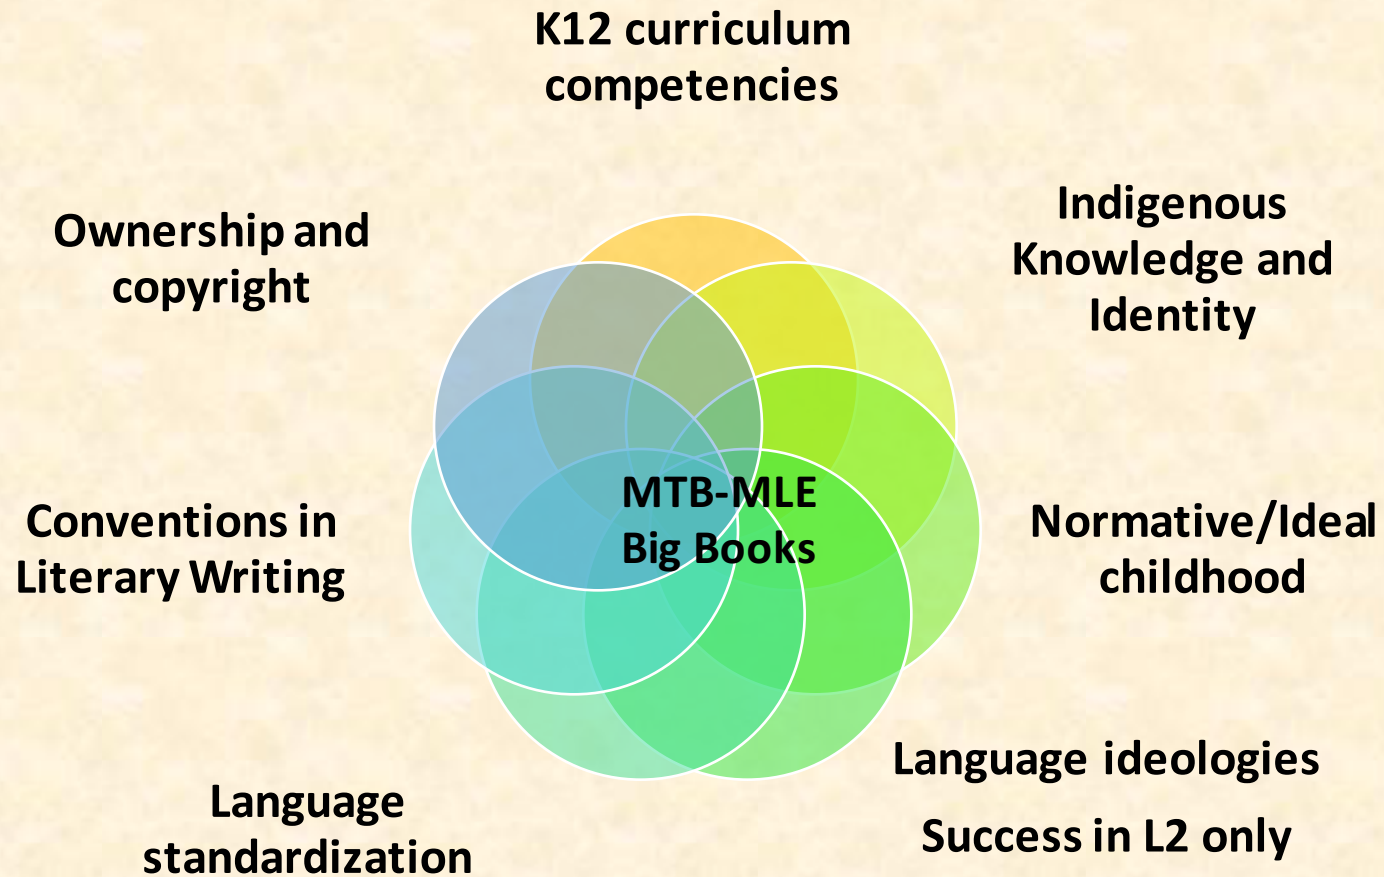 K12 curriculum
competencies
Indigenous
Knowledge and
Identity
Ownership and
copyright
MTB-MLE
Big Books
Conventions in
Literary Writing
Normative/Ideal
childhood
Language ideologies
Success in L2 only
Language
standardization